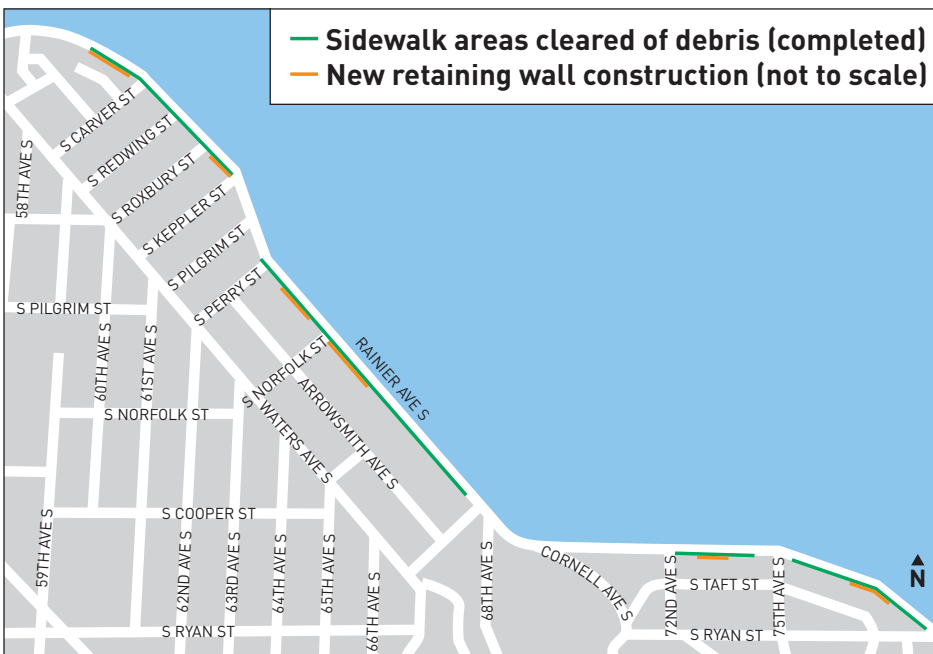 Sidewalk areas cleared of debris (completed)
New retaining wall construction (not to scale)
S CARVER ST
S REDWING ST
S ROXBURY ST
58TH AVE S
S KEPPLER ST
S PILGRIM ST
S PERRY ST
S PILGRIM ST
60TH AVE S
61ST AVE S
S NORFOLK ST
RAINIER AVE S
S NORFOLK ST
WATERS AVE S
ARROWSMITH AVE S
S COOPER ST
59TH AVE S
62ND AVE S
63RD AVE S
64TH AVE S
65TH AVE S
66TH AVE S
68TH AVE S
CORNELL AVE S
72ND AVE S
S TAFT ST
75TH AVE S
N
S RYAN ST
S RYAN ST